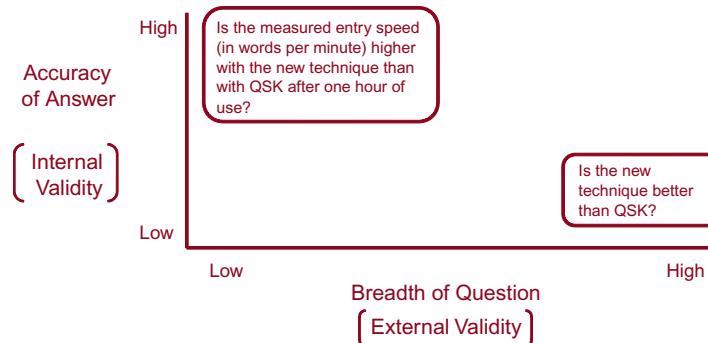 High
Is the measured entry speed
(in words per minute) higher
with the new technique than
with QSK after one hour of
use?
Accuracy
of Answer
Internal
Validity
Is the new
technique better
than QSK?
Low
Low
High
Breadth of Question
External Validity